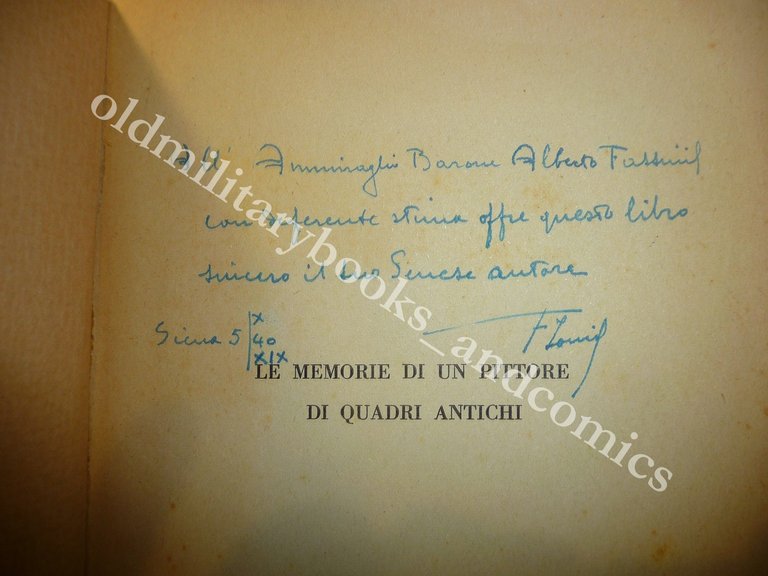 All' Ammiraglio Barone Alberto Fassini
con deferente stima offre questo libro
sincero il suo Senese autore
Siena 5 X 40 XIX
F Joni
LE MEMORIE DI UN PITTORE
DI QUADRI ANTICHI
oldmilitarybooks_andcomics